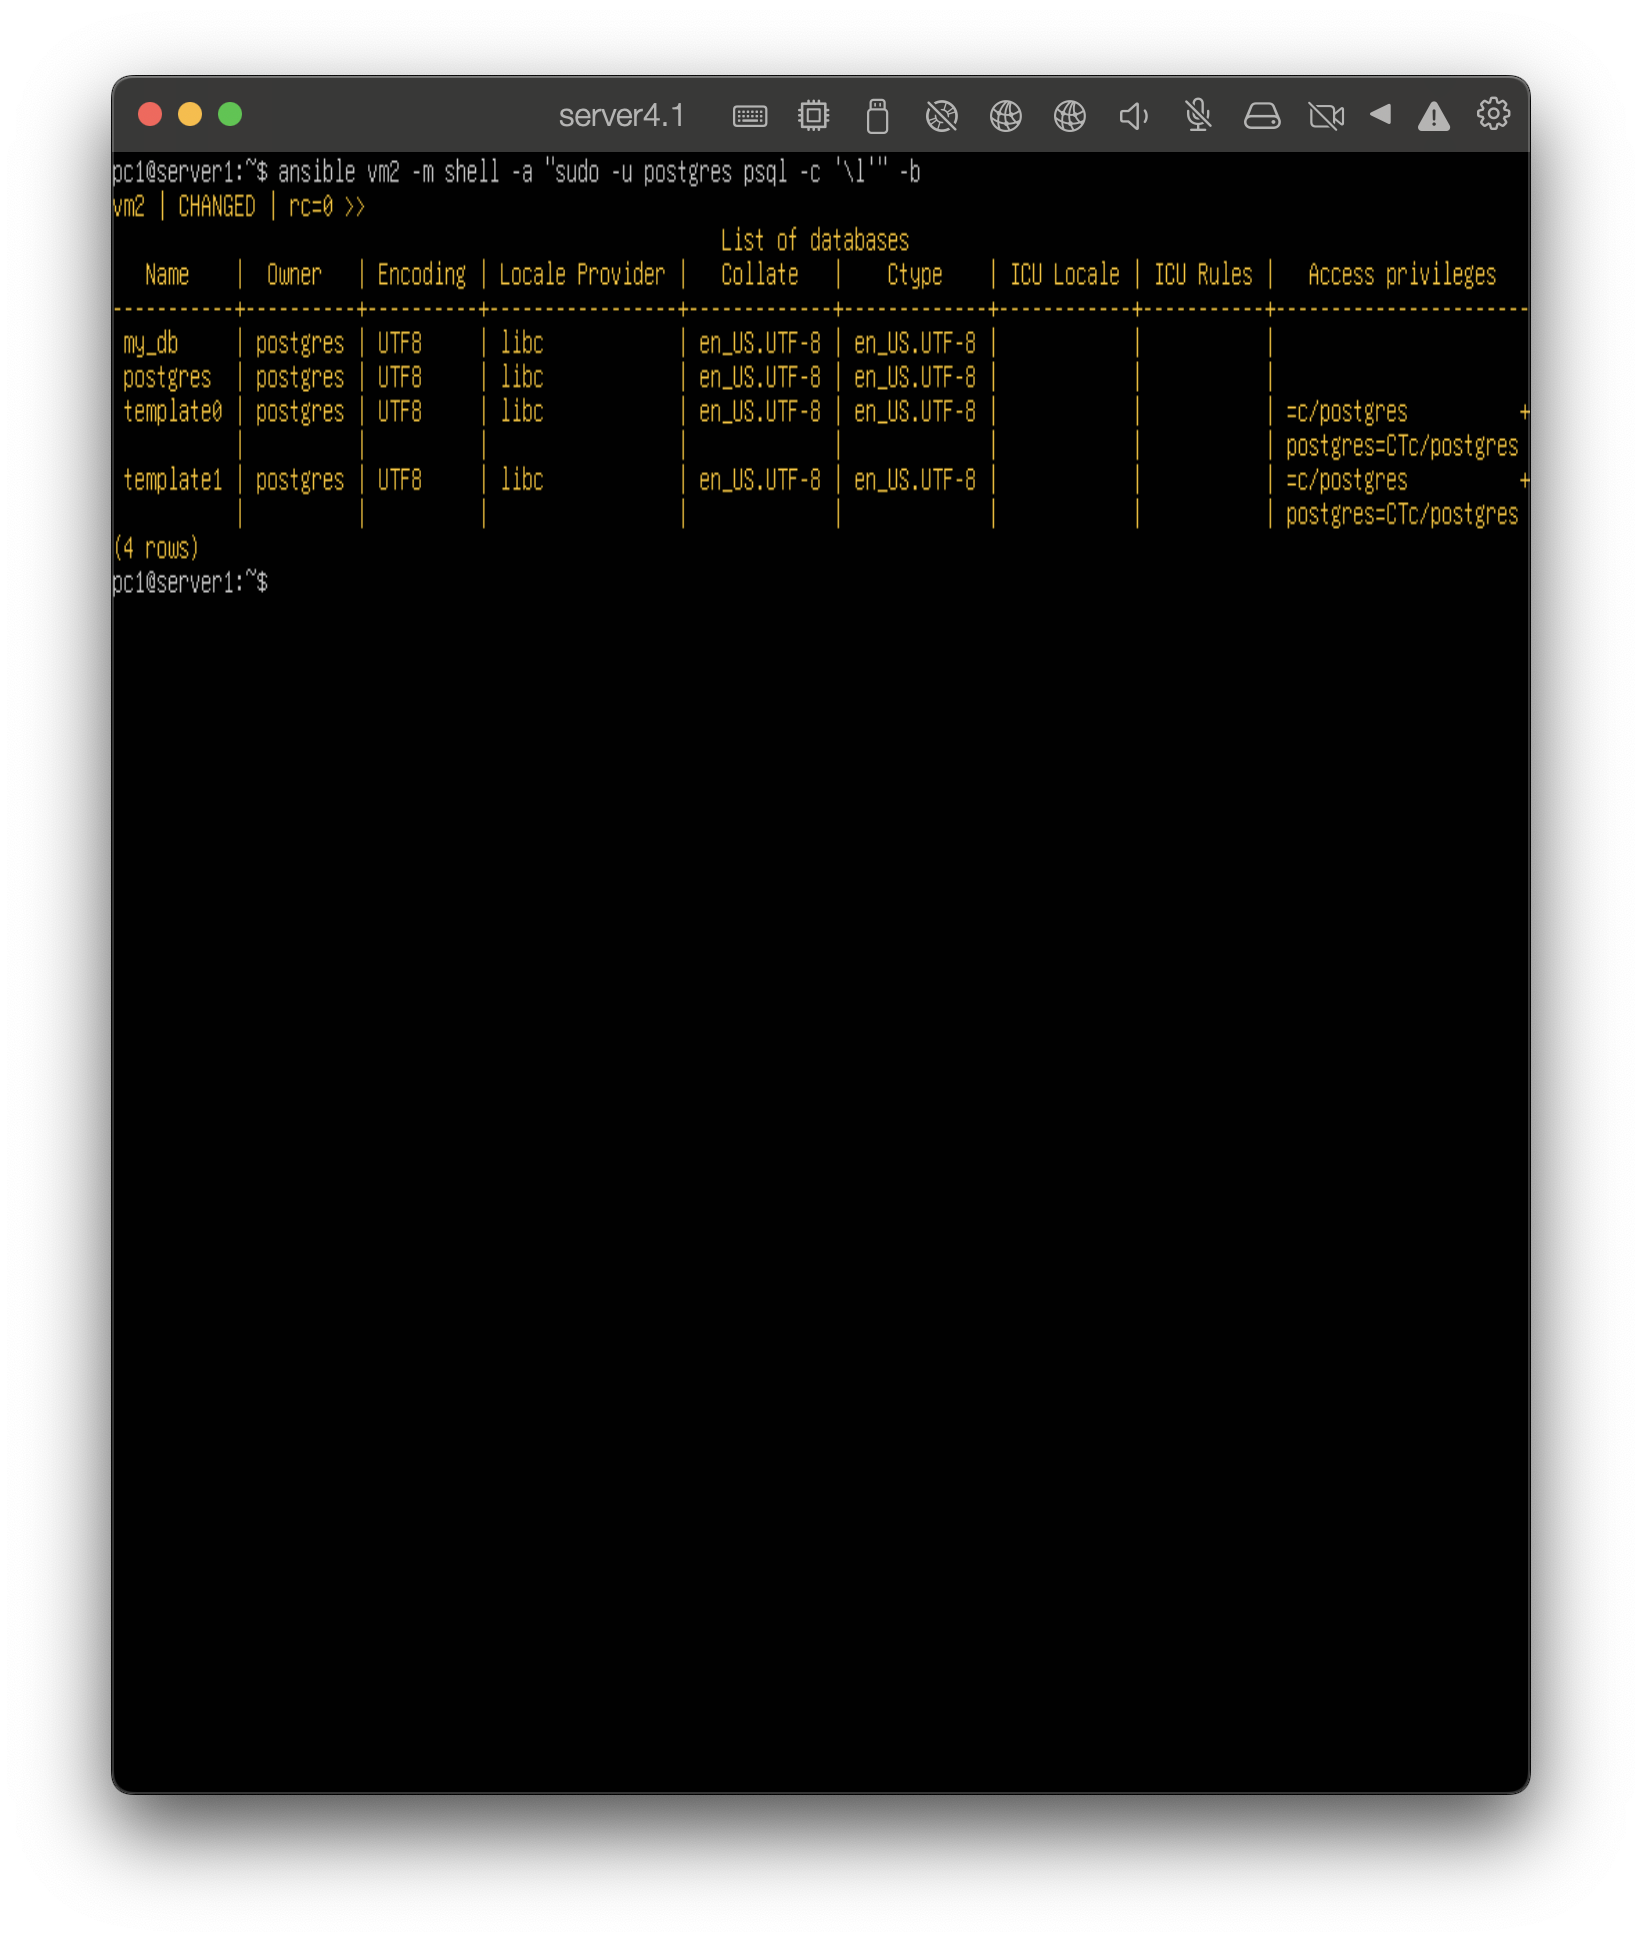 server4.1
pc1@server1:~$ ansible vm2 -m shell -a "sudo -u postgres psql -c '\l'" -b
vm2 | CHANGED | rc=0 >>
                                                       List of databases
   Name    |  Owner   | Encoding | Locale Provider |   Collate   |    Ctype    | ICU Locale | ICU Rules |   Access privileges
-----------+----------+----------+-----------------+-------------+-------------+------------+-----------+-----------------------
 my_db     | postgres | UTF8     | libc            | en_US.UTF-8 | en_US.UTF-8 |            |           |
 postgres  | postgres | UTF8     | libc            | en_US.UTF-8 | en_US.UTF-8 |            |           |
 template0 | postgres | UTF8     | libc            | en_US.UTF-8 | en_US.UTF-8 |            |           | =c/postgres          +
           |          |          |                 |             |             |            |           | postgres=CTc/postgres
 template1 | postgres | UTF8     | libc            | en_US.UTF-8 | en_US.UTF-8 |            |           | =c/postgres          +
           |          |          |                 |             |             |            |           | postgres=CTc/postgres
(4 rows)
pc1@server1:~$